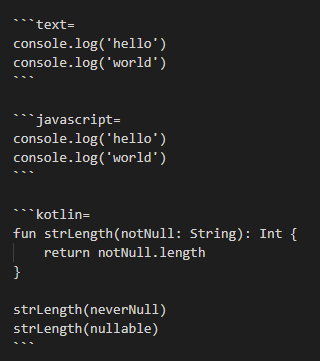 ```text=
console.log('hello')
console.log('world')
```

```javascript=
console.log('hello')
console.log('world')
```

```kotlin=
fun strLength(notNull: String): Int {
    return notNull.length
}

strLength(neverNull)
strLength(nullable)
```